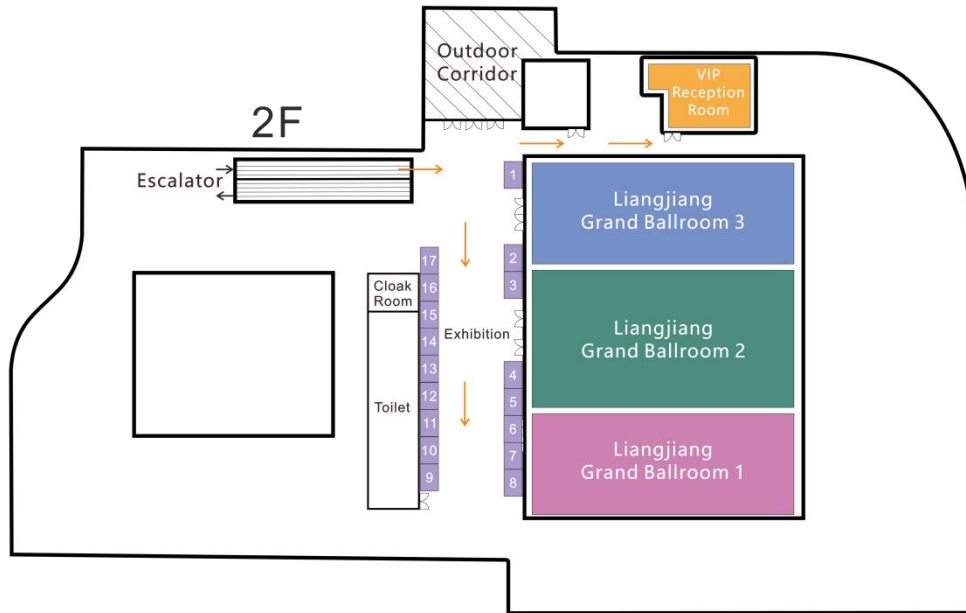 Outdoor
Corridor
VIP
Reception
Room
2F
Escalator
1
Liangjiang
Grand Ballroom 3
17
2
16
3
Cloak
Room
15
Exhibition
Liangjiang
Grand Ballroom 2
14
13
4
12
5
Toilet
11
6
Liangjiang
Grand Ballroom 1
10
7
9
8